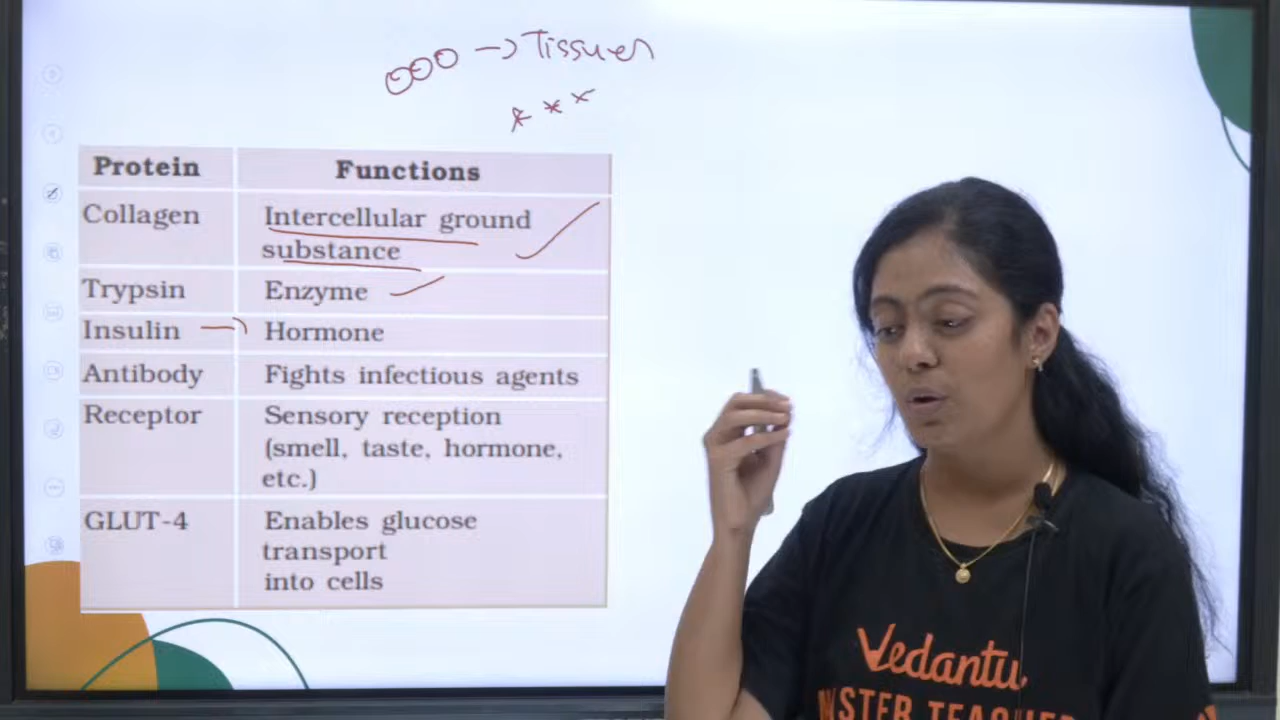 → Tissues
* * *
Protein Functions
Collagen Intercellular ground
substance
Trypsin Enzyme
Insulin Hormone
Antibody Fights infectious agents
Receptor Sensory reception
(smell, taste, hormone,
etc.)
GLUT-4 Enables glucose
transport
into cells
Vedantu